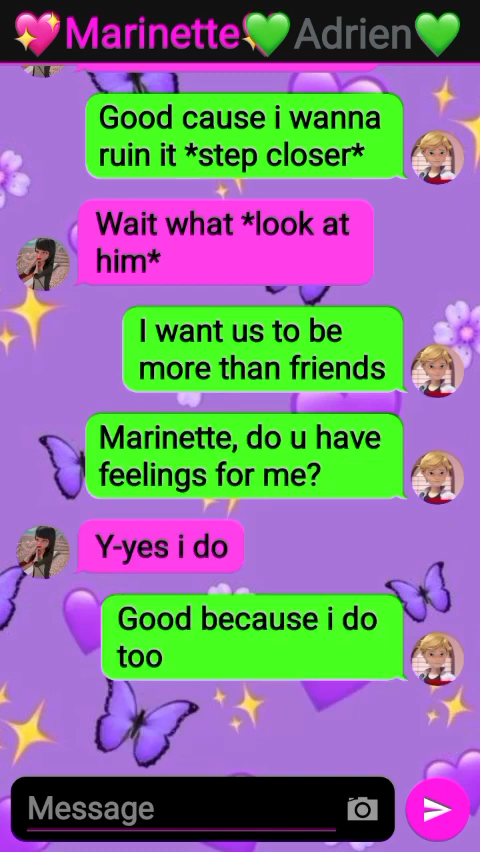 💖Marinette💖💚Adrien💚
Good cause i wanna
ruin it *step closer*
Wait what *look at
him*
I want us to be
more than friends
Marinette, do u have
feelings for me?
Y-yes i do
Good because i do
too
Message